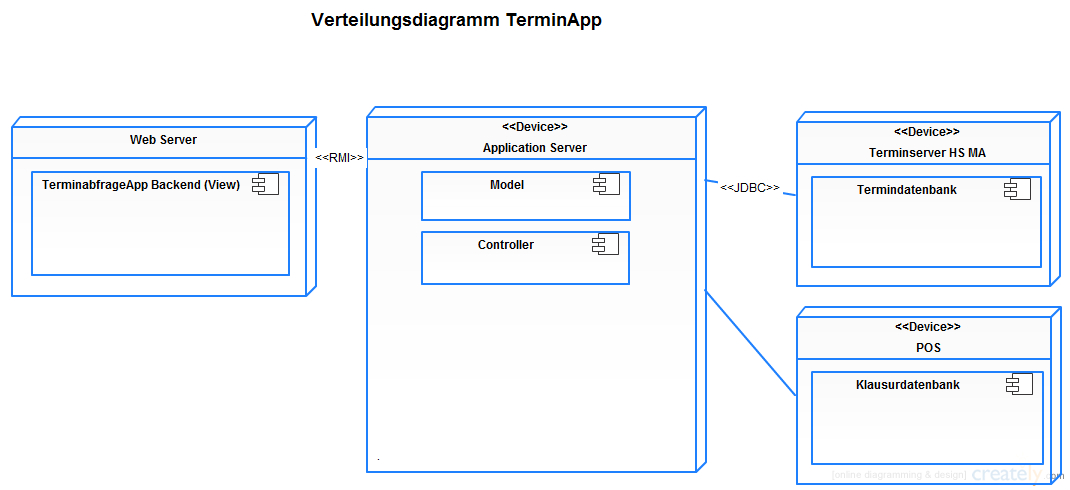 Verteilungsdiagramm TerminApp
Web Server
TerminabfrageApp Backend (View)
<<RMI>>
<<Device>>
Application Server
Model
Controller
.
<<JDBC>>
<<Device>>
Terminserver HS MA
Termindatenbank
<<Device>>
POS
Klausurdatenbank
[online diagramming & design] creately.com